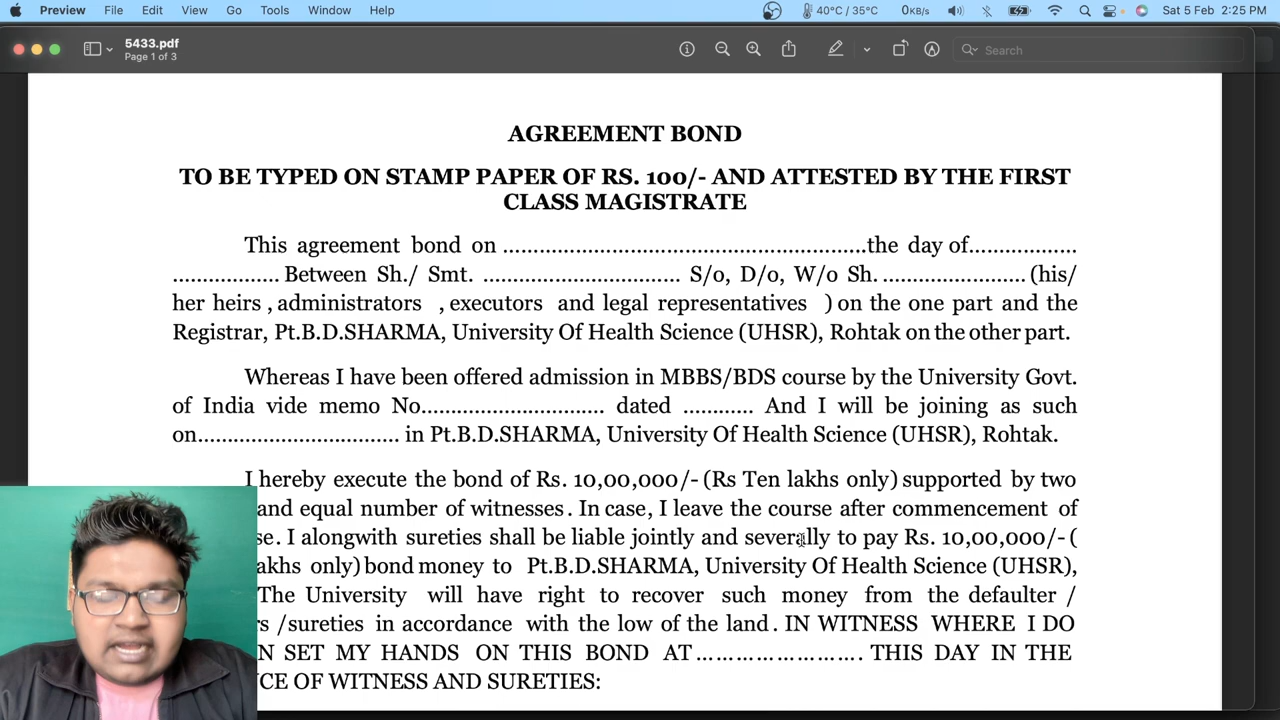 Preview File Edit View Go Tools Window Help 40°C / 35°C 0KB/s Sat 5 Feb 2:25 PM
5433.pdf
Page 1 of 3
Search
AGREEMENT BOND
TO BE TYPED ON STAMP PAPER OF RS. 100/- AND ATTESTED BY THE FIRST
CLASS MAGISTRATE
This agreement bond on ............................................................the day of..................
.................. Between Sh./ Smt. ................................. S/o, D/o, W/o Sh. ........................ (his/
her heirs , administrators , executors and legal representatives ) on the one part and the
Registrar, Pt.B.D.SHARMA, University Of Health Science (UHSR), Rohtak on the other part.
Whereas I have been offered admission in MBBS/BDS course by the University Govt.
of India vide memo No.............................. dated ............ And I will be joining as such
on................................. in Pt.B.D.SHARMA, University Of Health Science (UHSR), Rohtak.
I hereby execute the bond of Rs. 10,00,000/- (Rs Ten lakhs only) supported by two
and equal number of witnesses. In case, I leave the course after commencement of
se. I alongwith sureties shall be liable jointly and severally to pay Rs. 10,00,000/- (
akhs only) bond money to Pt.B.D.SHARMA, University Of Health Science (UHSR),
The University will have right to recover such money from the defaulter /
rs /sureties in accordance with the low of the land. IN WITNESS WHERE I DO
N SET MY HANDS ON THIS BOND AT........................ THIS DAY IN THE
CE OF WITNESS AND SURETIES: